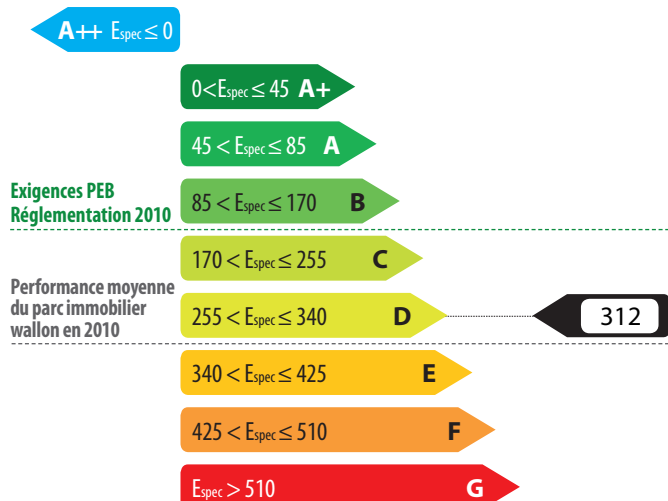 A++ Espec ≤ 0
0<Espec ≤ 45 A+
45 < Espec ≤ 85 A
Exigences PEB
Réglementation 2010
85 < Espec ≤ 170 B
170 < Espec ≤ 255 C
Performance moyenne
du parc immobilier
wallon en 2010
255 < Espec ≤ 340 D
312
340 < Espec ≤ 425 E
425 < Espec ≤ 510 F
Espec > 510 G